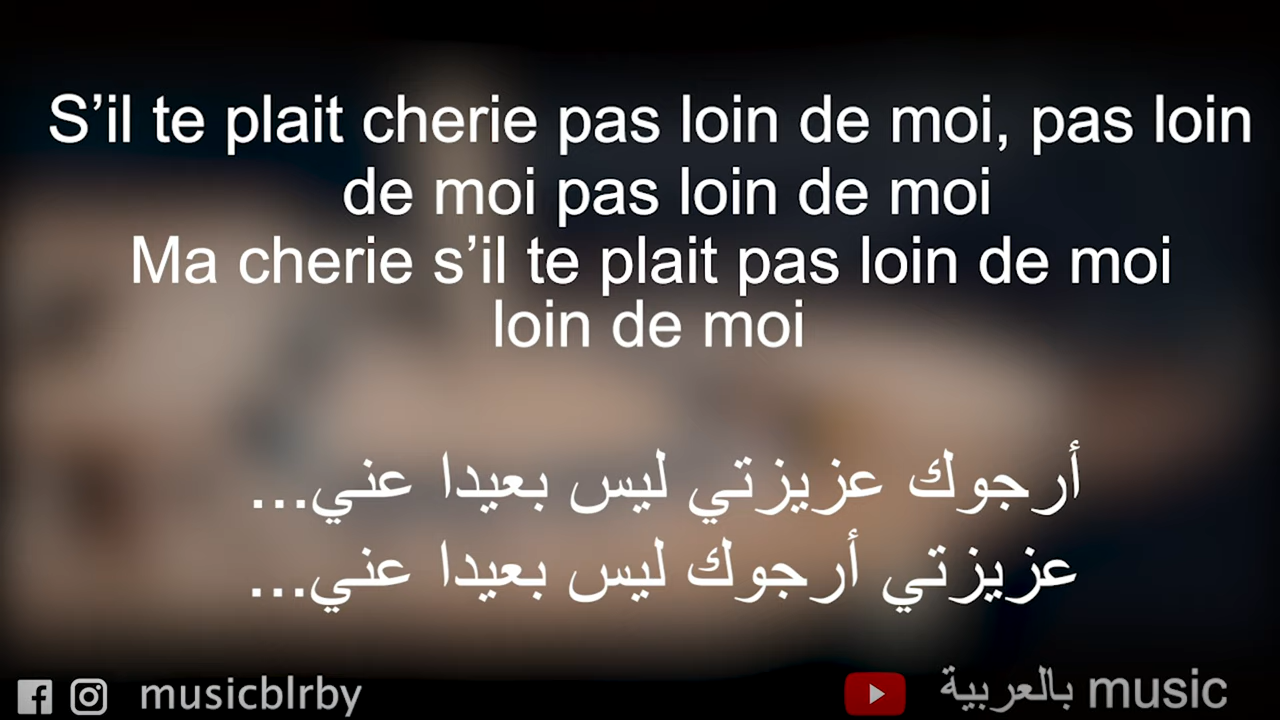 S’il te plait cherie pas loin de moi, pas loin
de moi pas loin de moi
Ma cherie s’il te plait pas loin de moi
loin de moi
أرجوك عزيزتي ليس بعيدا عني...
عزيزتي أرجوك ليس بعيدا عني...
musicblrby
music بالعربية